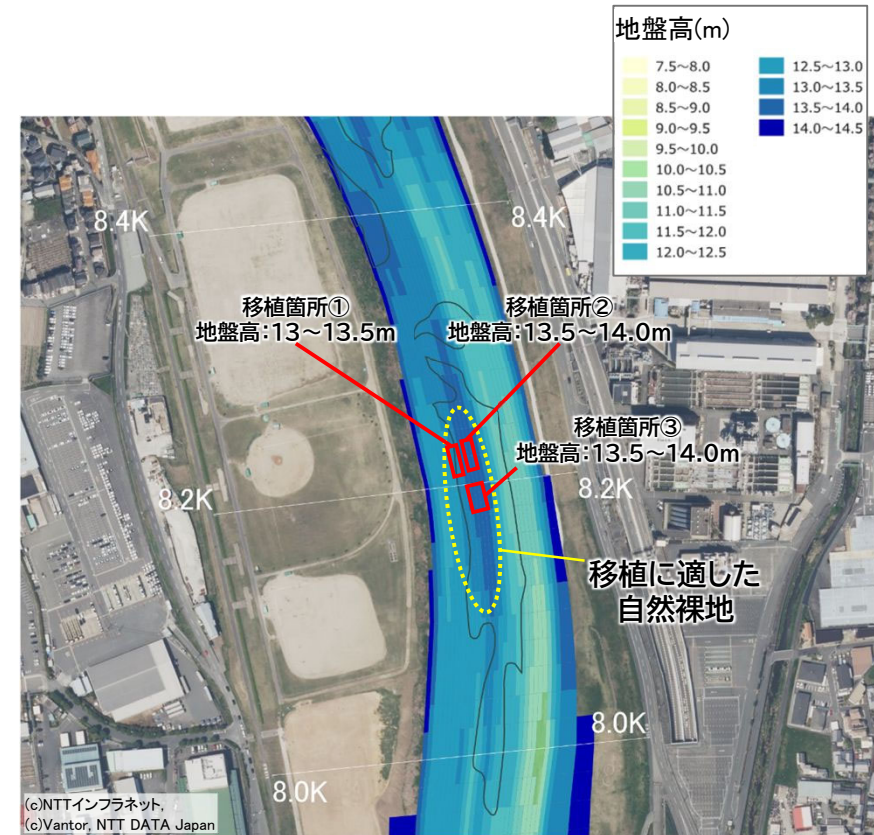 地盤高(m)
7.5～8.0
8.0～8.5
8.5～9.0
9.0～9.5
9.5～10.0
10.0～10.5
10.5～11.0
11.0～11.5
11.5～12.0
12.0～12.5
12.5～13.0
13.0～13.5
13.5～14.0
14.0～14.5
8.4K
8.4K
移植箇所①
地盤高：13～13.5m
移植箇所②
地盤高：13.5～14.0m
移植箇所③
地盤高：13.5～14.0m
8.2K
8.2K
移植に適した
自然裸地
8.0K
8.0K
(c)NTTインフラネット,
(c)Vantor, NTT DATA Japan